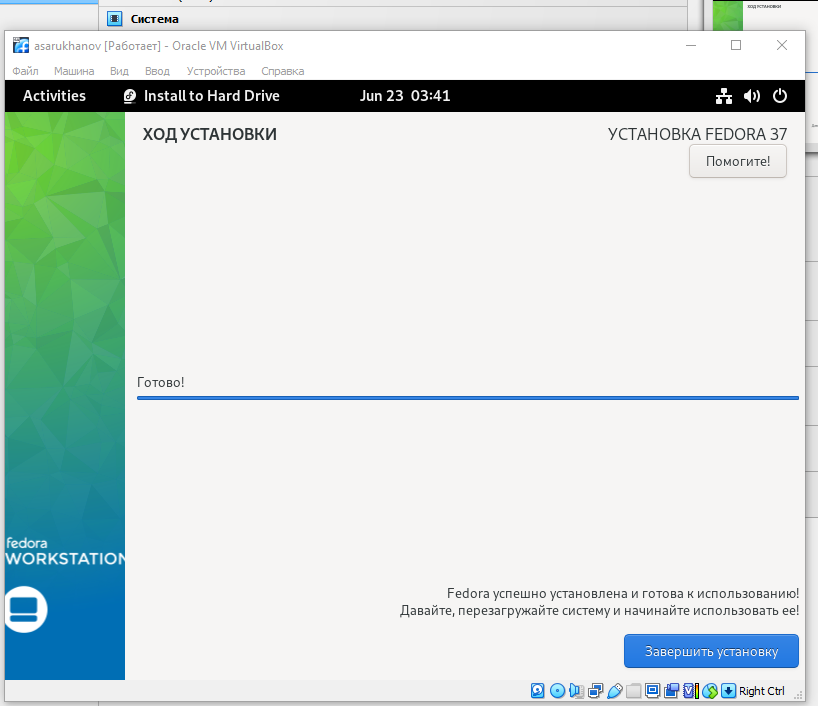 Система
ХОД УСТАНОВКИ
asarukhanov [Работает] - Oracle VM VirtualBox
Файл Машина Вид Ввод Устройства Справка
Activities Install to Hard Drive Jun 23 03:41
ХОД УСТАНОВКИ УСТАНОВКА FEDORA 37
Помогите!
Готово!
fedora
WORKSTATION
Fedora успешно установлена и готова к использованию!
Давайте, перезагружайте систему и начинайте использовать ее!
Завершить установку
Right Ctrl